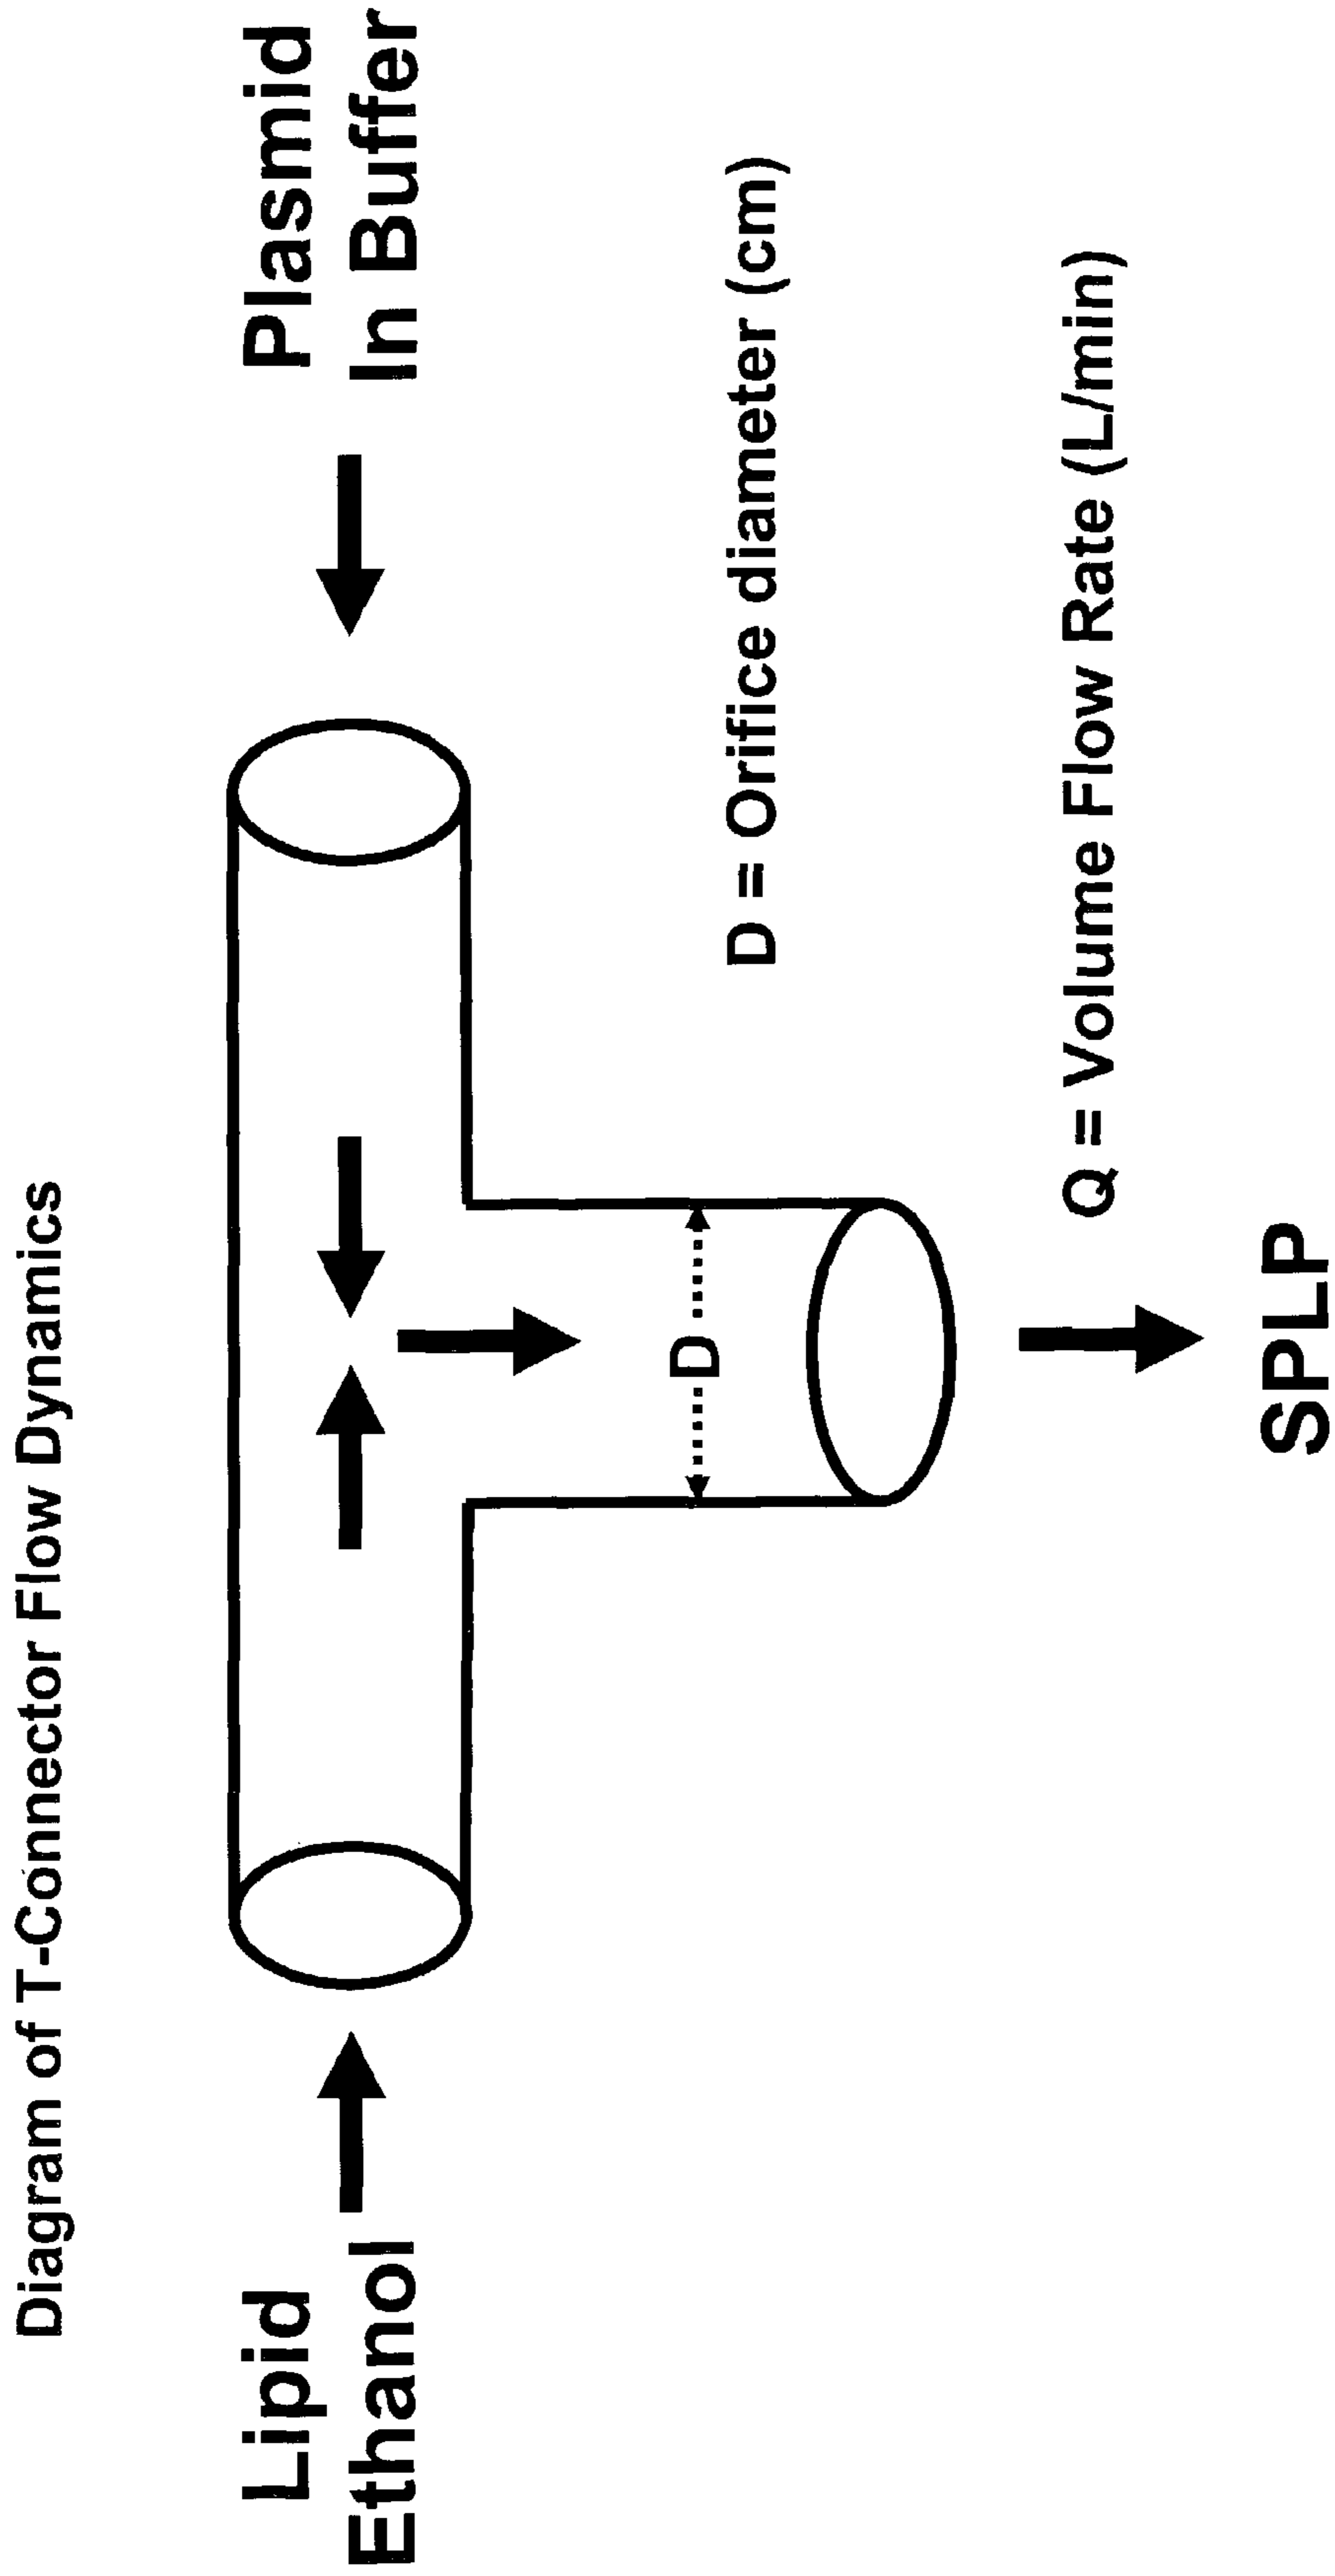 Diagram of T-Connector Flow Dynamics
Lipid
Ethanol
Plasmid
In Buffer
D
D = Orifice diameter (cm)
Q = Volume Flow Rate (L/min)
SPLP